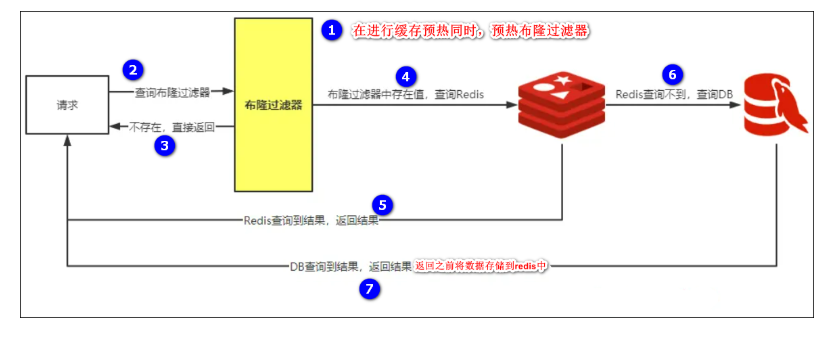 1 在进行缓存预热同时，预热布隆过滤器
2
查询布隆过滤器
请求
不存在，直接返回
3
布隆过滤器
4
布隆过滤器中存在值，查询Redis
6
Redis查询不到，查询DB
5
Redis查询到结果，返回结果
DB查询到结果，返回结果 返回之前将数据存储到redis中
7